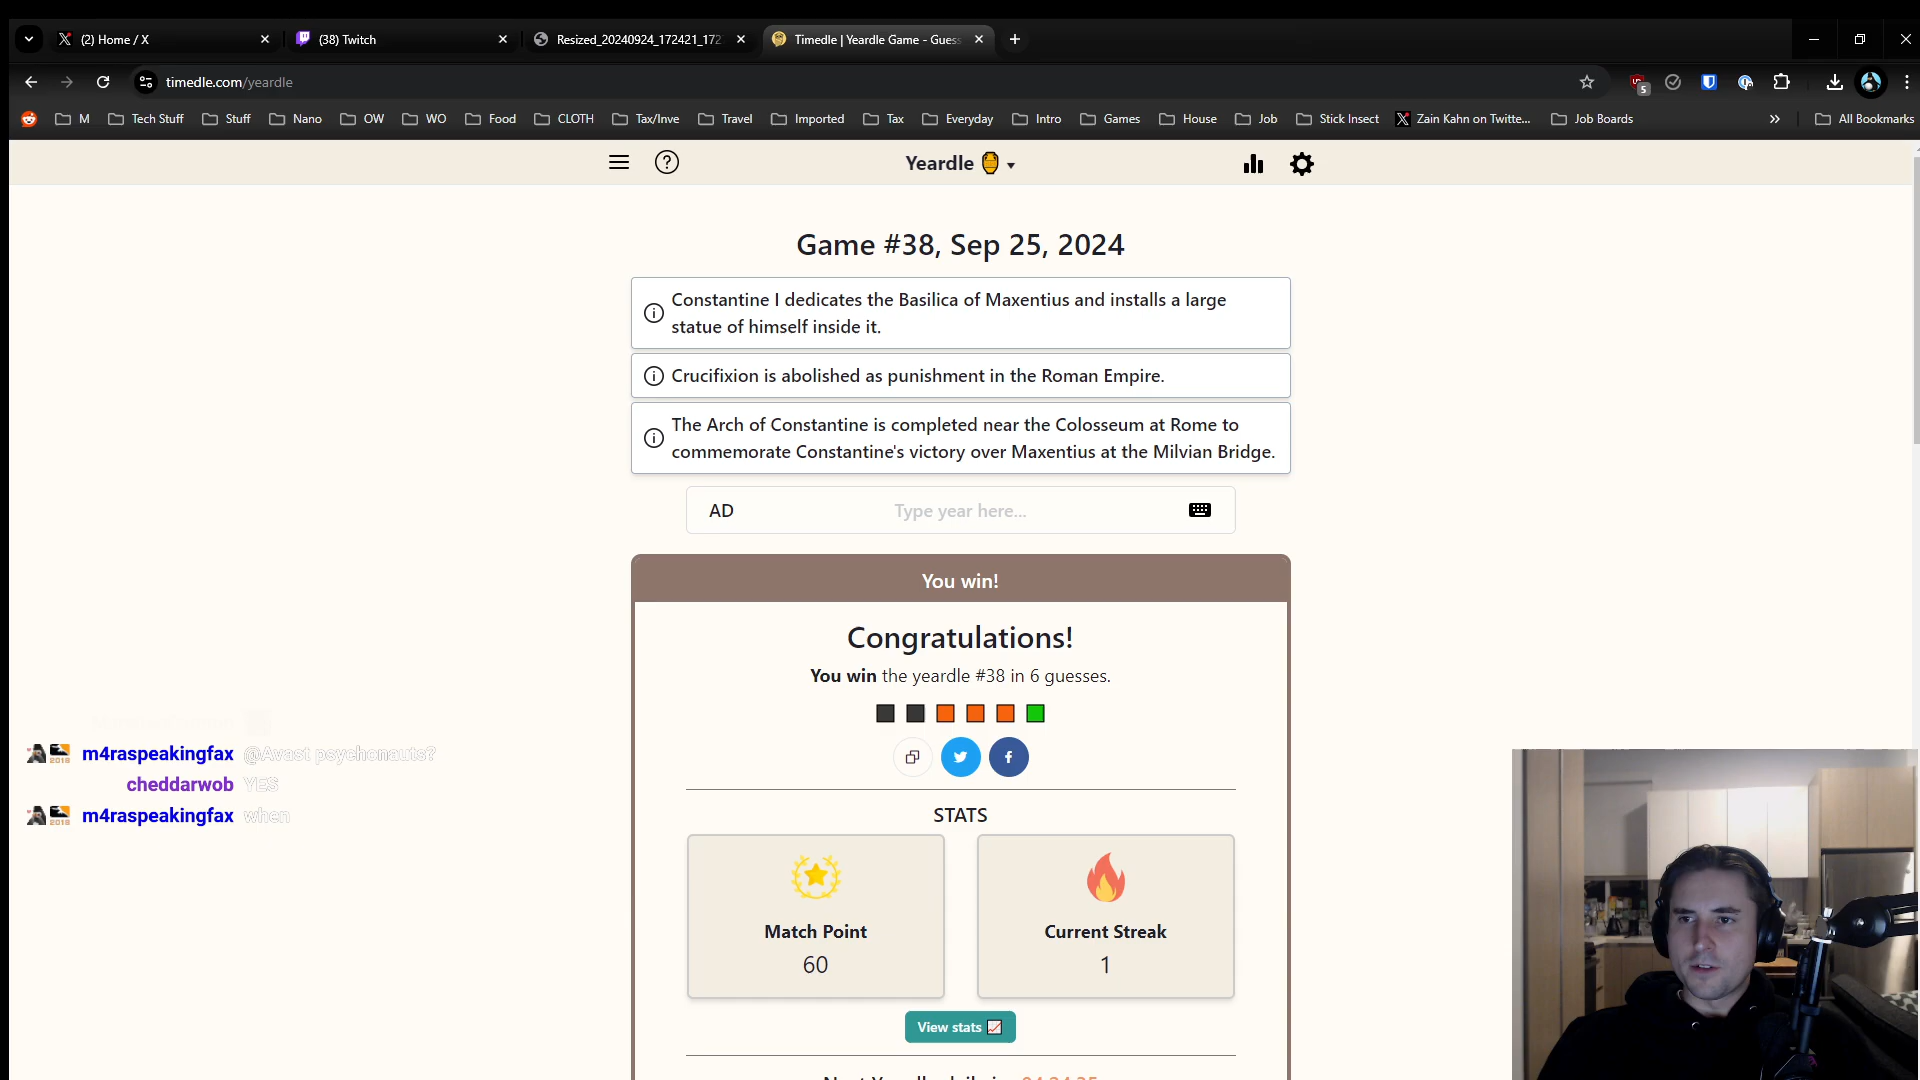 (2) Home / X
(38) Twitch
Resized_20240924_172421_172
Timedle | Yeardle Game - Guess
timedle.com/yeardle
5
M Tech Stuff Stuff Nano OW WO Food CLOTH Tax/Inve Travel Imported Tax Everyday Intro Games House Job Stick Insect Zain Kahn on Twitte... Job Boards » All Bookmarks
Yeardle
Game #38, Sep 25, 2024
Constantine I dedicates the Basilica of Maxentius and installs a large
statue of himself inside it.
Crucifixion is abolished as punishment in the Roman Empire.
The Arch of Constantine is completed near the Colosseum at Rome to
commemorate Constantine's victory over Maxentius at the Milvian Bridge.
AD Type year here...
You win!
Congratulations!
You win the yeardle #38 in 6 guesses.
STATS
Match Point
60
Current Streak
1
View stats
m4raspeakingfax @Avast psychonauts?
cheddarwob YES
m4raspeakingfax when